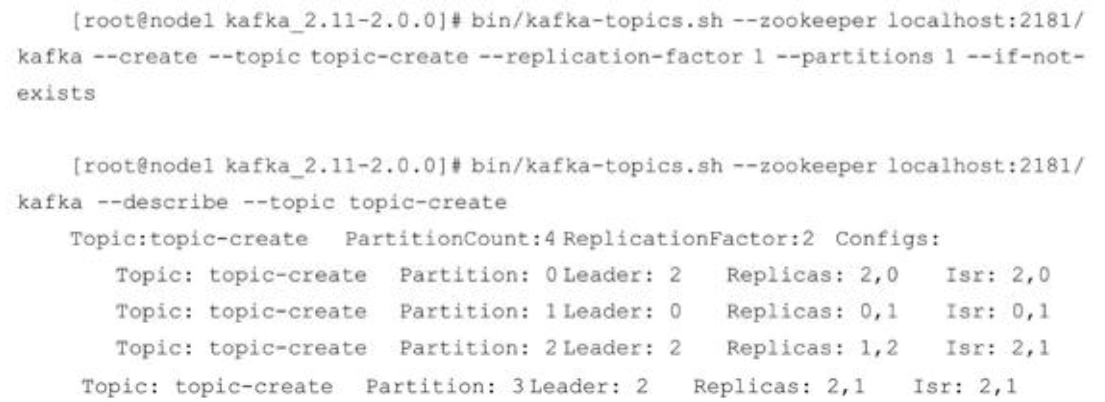 [root@node1 kafka_2.11-2.0.0]# bin/kafka-topics.sh --zookeeper localhost:2181/
kafka --create --topic topic-create --replication-factor 1 --partitions 1 --if-not-
exists
[root@node1 kafka_2.11-2.0.0]# bin/kafka-topics.sh --zookeeper localhost:2181/
kafka --describe --topic topic-create
Topic:topic-create PartitionCount:4 ReplicationFactor:2 Configs:
Topic: topic-create Partition: 0 Leader: 2 Replicas: 2,0 Isr: 2,0
Topic: topic-create Partition: 1 Leader: 0 Replicas: 0,1 Isr: 0,1
Topic: topic-create Partition: 2 Leader: 2 Replicas: 1,2 Isr: 2,1
Topic: topic-create Partition: 3 Leader: 2 Replicas: 2,1 Isr: 2,1